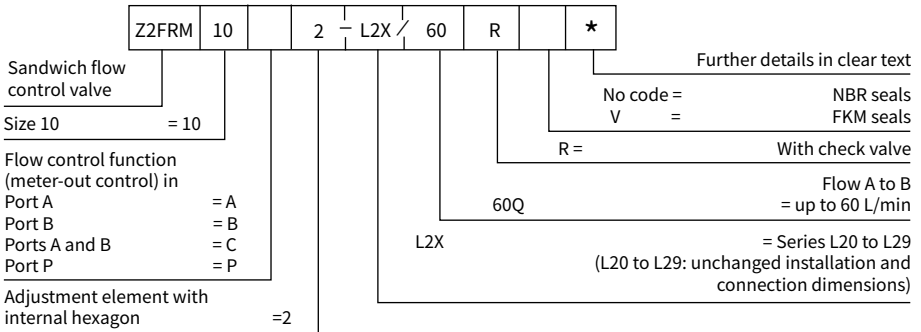 Z2FRM 10 2 – L2X / 60 R *
Sandwich flow
control valve
Size 10 = 10
Flow control function
(meter-out control) in
Port A = A
Port B = B
Ports A and B = C
Port P = P
Adjustment element with
internal hexagon =2
Further details in clear text
No code = NBR seals
V = FKM seals
R = With check valve
Flow A to B
60Q = up to 60 L/min
L2X = Series L20 to L29
(L20 to L29: unchanged installation and
connection dimensions)